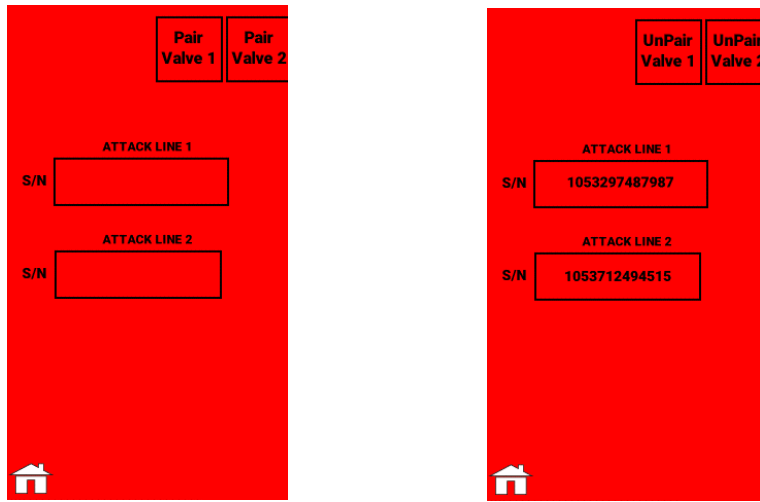 Pair
Valve 1
Pair
Valve 2
ATTACK LINE 1
S/N
ATTACK LINE 2
S/N
UnPair
Valve 1
UnPair
Valve 2
ATTACK LINE 1
S/N 1053297487987
ATTACK LINE 2
S/N 1053712494515